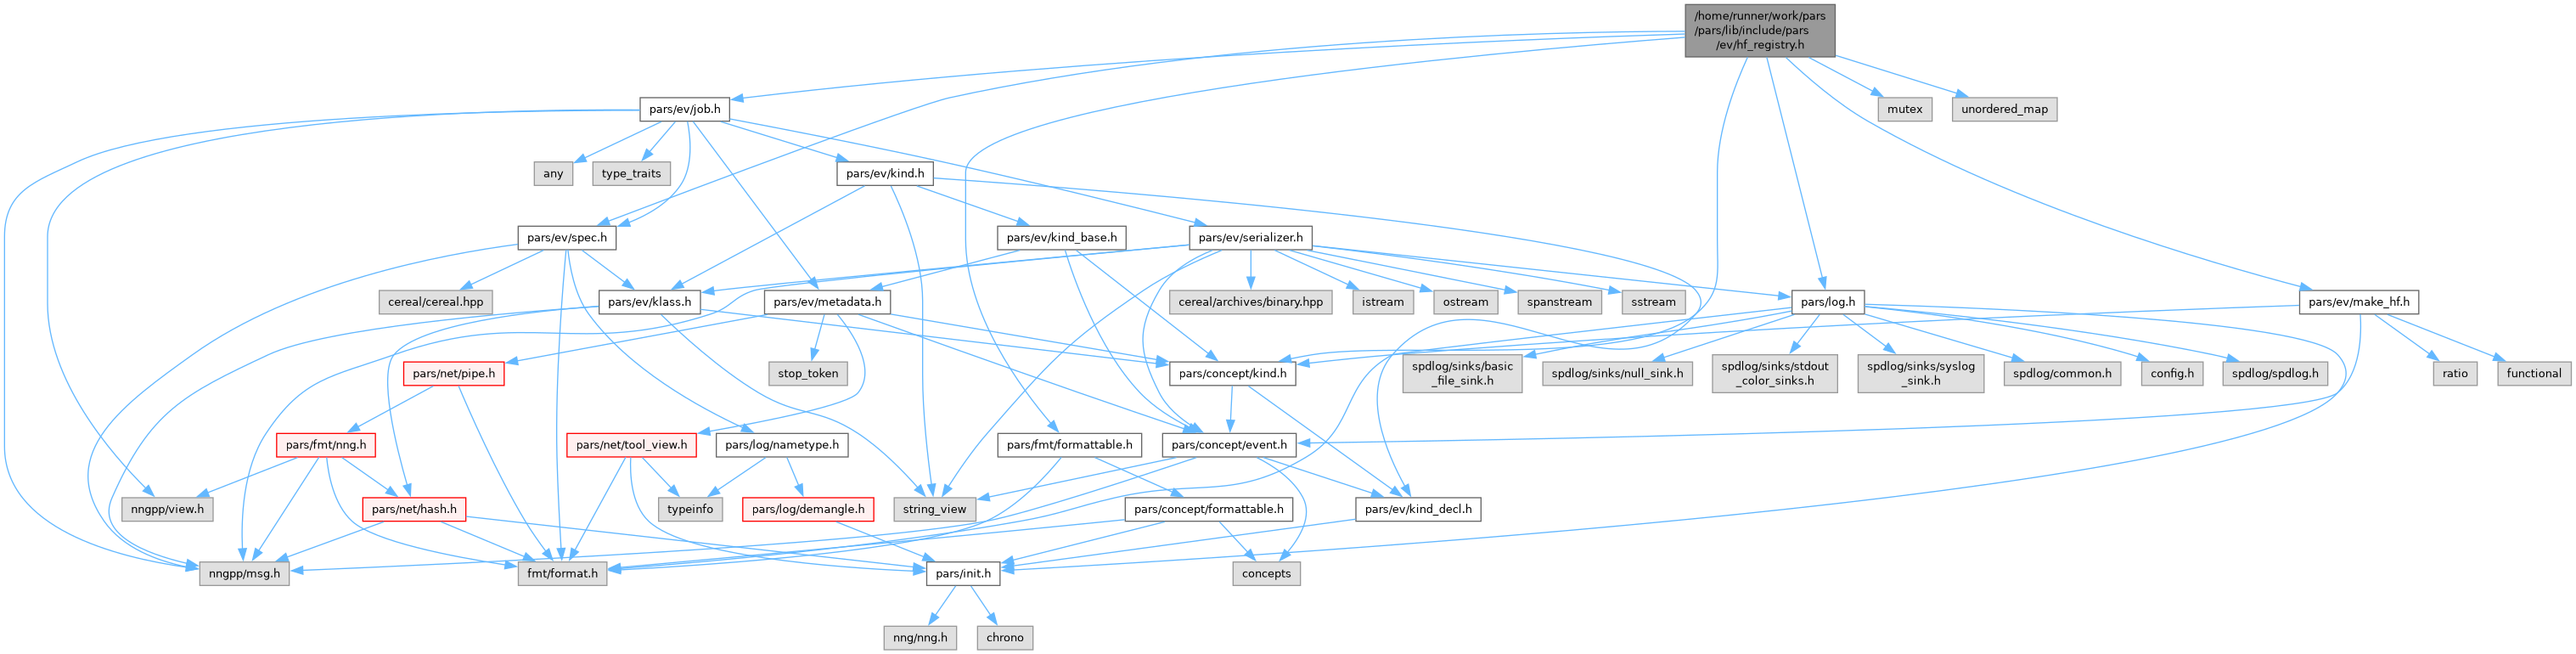 /home/runner/work/pars
/pars/lib/include/pars
/ev/hf_registry.h
pars/ev/job.h
mutex
unordered_map
any
type_traits
pars/ev/kind.h
pars/ev/spec.h
pars/ev/kind_base.h
pars/ev/serializer.h
cereal/cereal.hpp
pars/ev/klass.h
pars/ev/metadata.h
cereal/archives/binary.hpp
istream
ostream
spanstream
sstream
pars/log.h
pars/ev/make_hf.h
pars/net/pipe.h
stop_token
pars/concept/kind.h
spdlog/sinks/basic
_file_sink.h
spdlog/sinks/null_sink.h
spdlog/sinks/stdout
_color_sinks.h
spdlog/sinks/syslog
_sink.h
spdlog/common.h
config.h
spdlog/spdlog.h
ratio
functional
pars/fmt/nng.h
pars/net/tool_view.h
pars/log/nametype.h
pars/fmt/formattable.h
pars/concept/event.h
nngpp/view.h
pars/net/hash.h
typeinfo
pars/log/demangle.h
string_view
pars/concept/formattable.h
pars/ev/kind_decl.h
nngpp/msg.h
fmt/format.h
pars/init.h
concepts
nng/nng.h
chrono